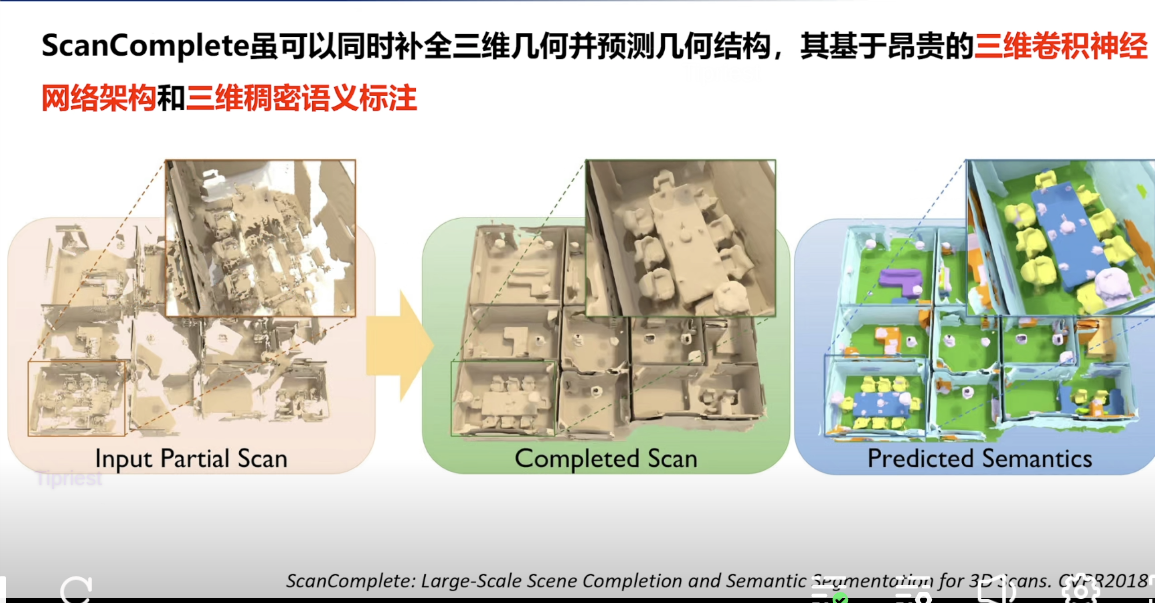 ScanComplete虽可以同时补全三维几何并预测几何结构，其基于昂贵的三维卷积神经
网络架构和三维稠密语义标注
Input Partial Scan
Completed Scan
Predicted Semantics
Tipriest
ScanComplete: Large-Scale Scene Completion and Semantic Segmentation for 3D Scans. CVPR2018